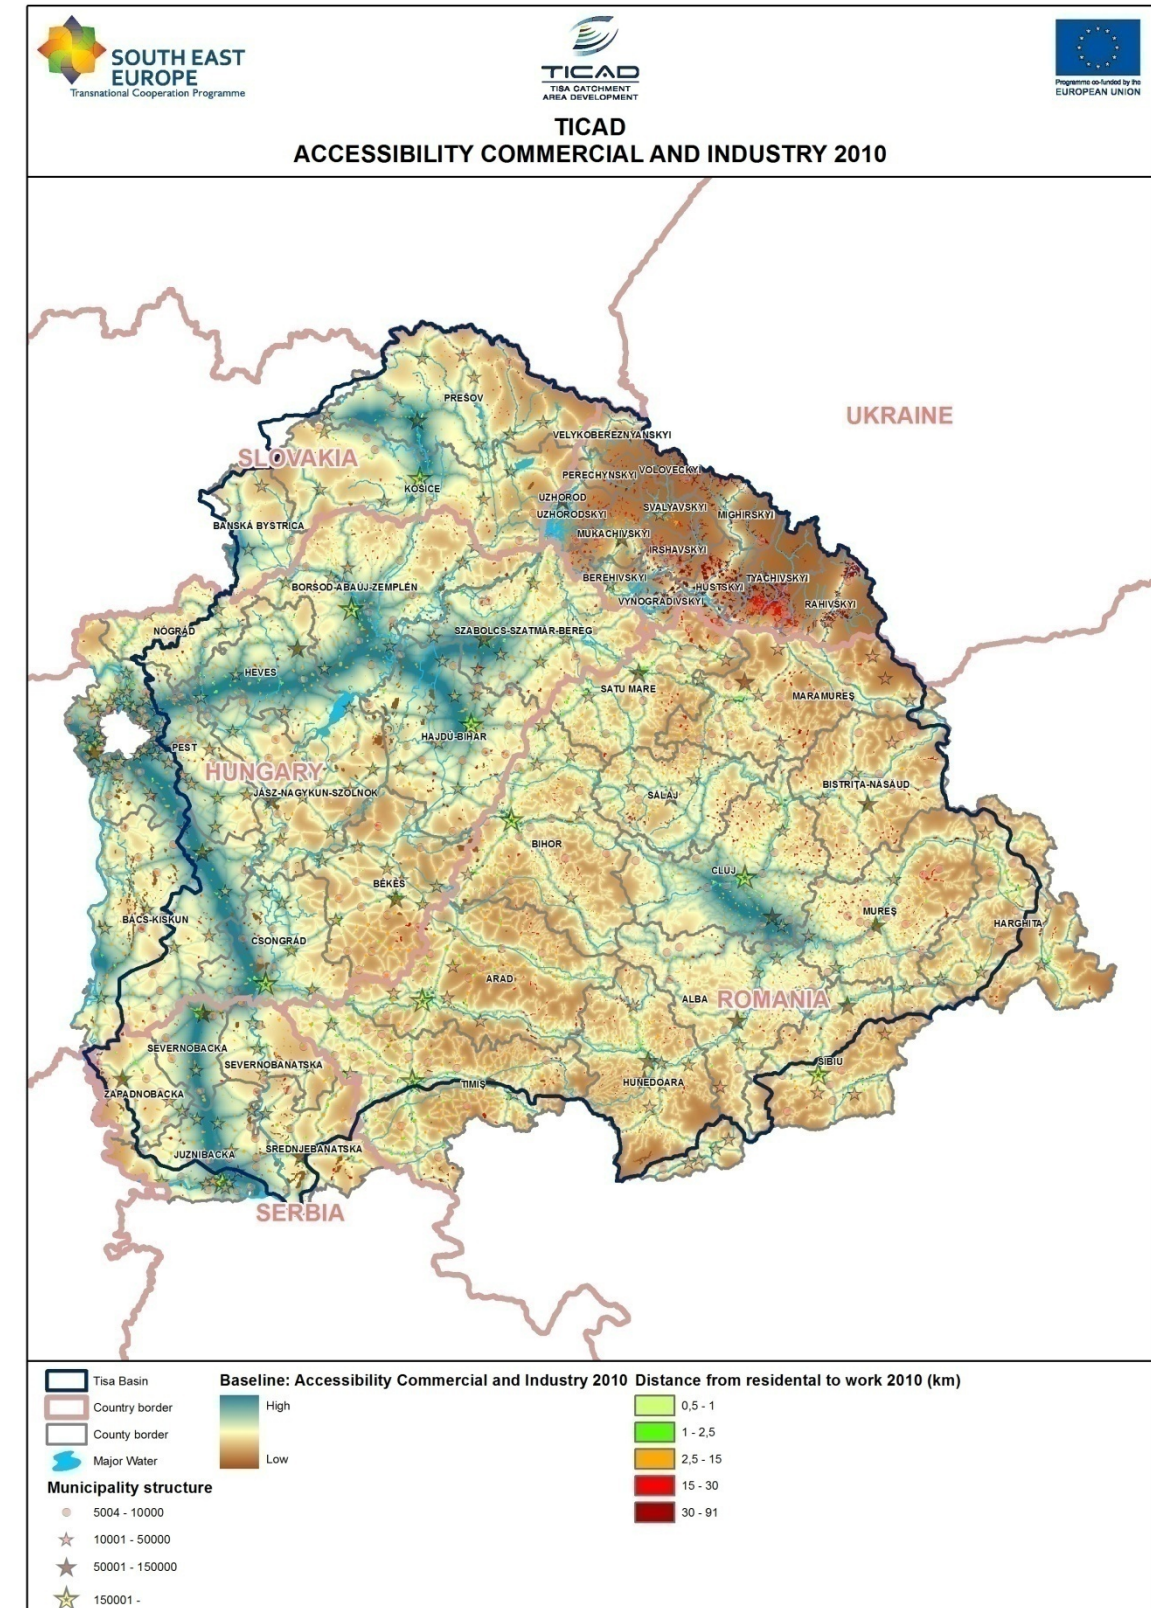 SOUTH EAST
EUROPE
Transnational Cooperation Programme
TICAD
TISA CATCHMENT
AREA DEVELOPMENT
Programme co-funded by the
EUROPEAN UNION
TICAD
ACCESSIBILITY COMMERCIAL AND INDUSTRY 2010
UKRAINE
PREŠOV
VELYKOBEREZNYANSKYI
SLOVAKIA
PERECHYNSKYI
VOLOVECKYI
KOŠICE
UZHOROD
UZHORODSKYI
SVALYAVSKYI
MIGHIRSKYI
BANSKÁ BYSTRICA
MUKACHIVSKYI
IRSHAVSKYI
BEREHIVSKYI
TYACHIVSKYI
BORSOD-ABAÚJ-ZEMPLÉN
HUSTSKYI
VYNOGRADIVSKYI
RAHIVSKYI
NÓGRÁD
SZABOLCS-SZATMÁR-BEREG
HEVES
SATU MARE
MARAMUREŞ
HAJDÚ-BIHAR
PEST
HUNGARY
JÁSZ-NAGYKUN-SZOLNOK
SĂLAJ
BISTRIŢA-NĂSĂUD
BIHOR
CLUJ
BÉKÉS
BÁCS-KISKUN
MUREŞ
HARGHITA
CSONGRÁD
ARAD
ALBA
ROMANIA
SEVERNOBACKA
SEVERNOBANATSKA
SIBIU
ZAPADNOBACKA
TIMIŞ
HUNEDOARA
JUZNIBACKA
SREDNJEBANATSKA
SERBIA
Tisa Basin
Country border
County border
Major Water
Municipality structure
5004 - 10000
10001 - 50000
50001 - 150000
150001 -
Baseline: Accessibility Commercial and Industry 2010
High
Low
Distance from residental to work 2010 (km)
0,5 - 1
1 - 2,5
2,5 - 15
15 - 30
30 - 91